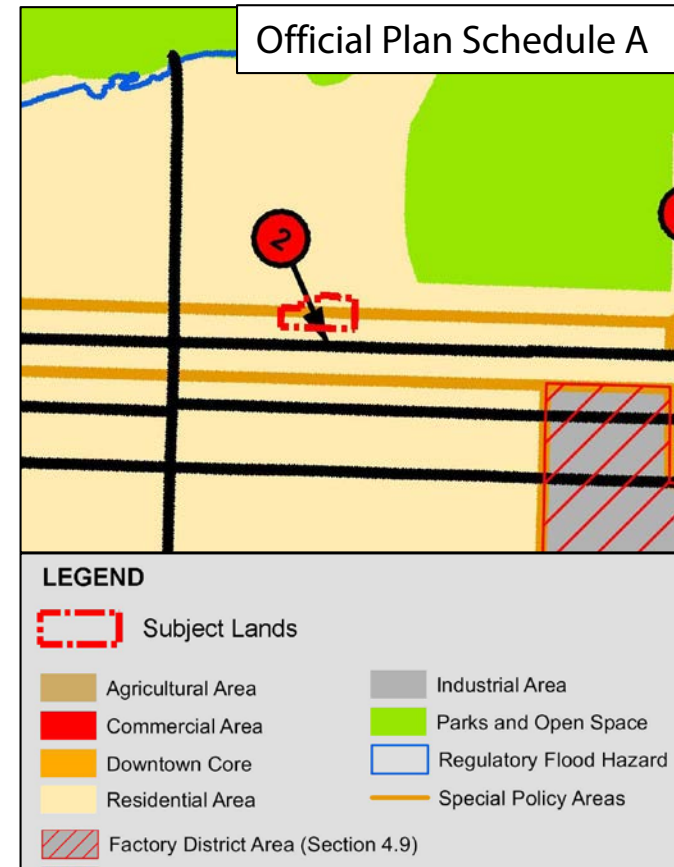 Official Plan Schedule A
2
LEGEND
Subject Lands
Agricultural Area
Commercial Area
Downtown Core
Residential Area
Factory District Area (Section 4.9)
Industrial Area
Parks and Open Space
Regulatory Flood Hazard
Special Policy Areas